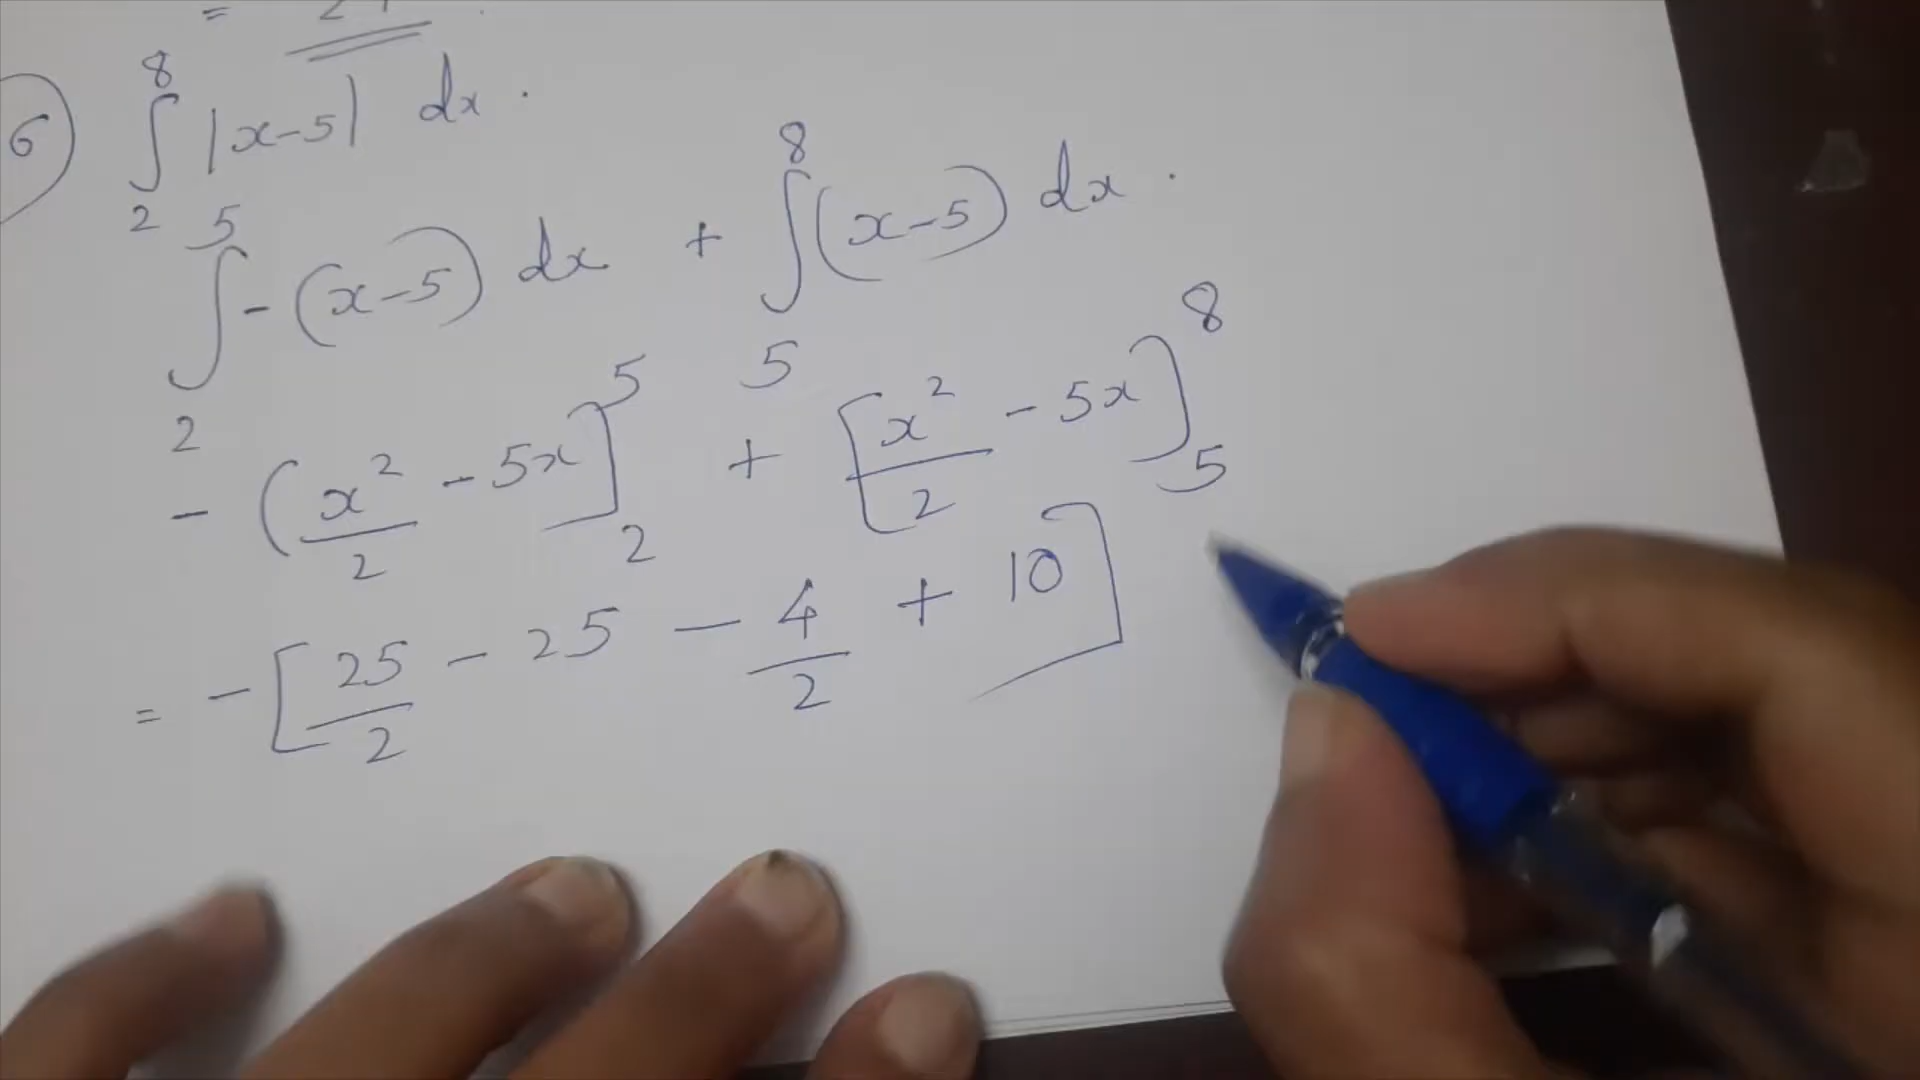 =
6) ∫₂⁸ |x-5| dx.
∫₂⁵ -(x-5) dx + ∫₅⁸ (x-5) dx.
- (x²/2 - 5x]₂⁵ + [x²/2 - 5x]₅⁸
= - [25/2 - 25 - 4/2 + 10]